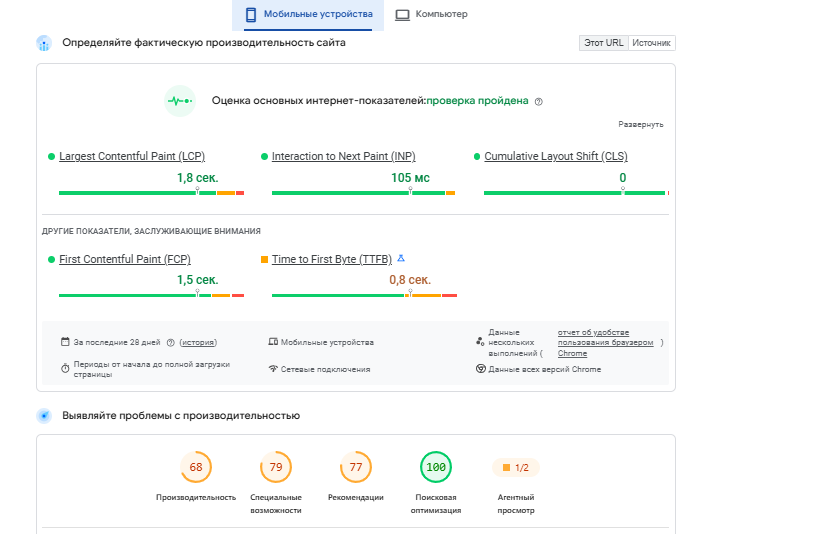 Мобильные устройства
Компьютер
Определяйте фактическую производительность сайта
Этот URL
Источник
Оценка основных интернет-показателей:проверка пройдена
Развернуть
Largest Contentful Paint (LCP)
1,8 сек.
Interaction to Next Paint (INP)
105 мс
Cumulative Layout Shift (CLS)
0
ДРУГИЕ ПОКАЗАТЕЛИ, ЗАСЛУЖИВАЮЩИЕ ВНИМАНИЯ
First Contentful Paint (FCP)
1,5 сек.
Time to First Byte (TTFB)
0,8 сек.
За последние 28 дней (история)
Мобильные устройства
Данные нескольких выполнений (
отчет об удобстве пользования браузером Chrome
)
Периоды от начала до полной загрузки
страницы
Сетевые подключения
Данные всех версий Chrome
Выявляйте проблемы с производительностью
68
Производительность
79
Специальные
возможности
77
Рекомендации
100
Поисковая
оптимизация
1/2
Агентный
просмотр